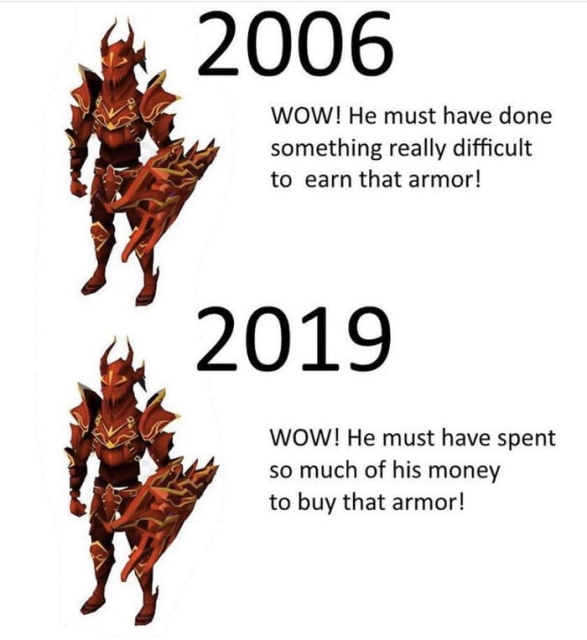 2006
WOW! He must have done
something really difficult
to earn that armor!
2019
WOW! He must have spent
so much of his money
to buy that armor!